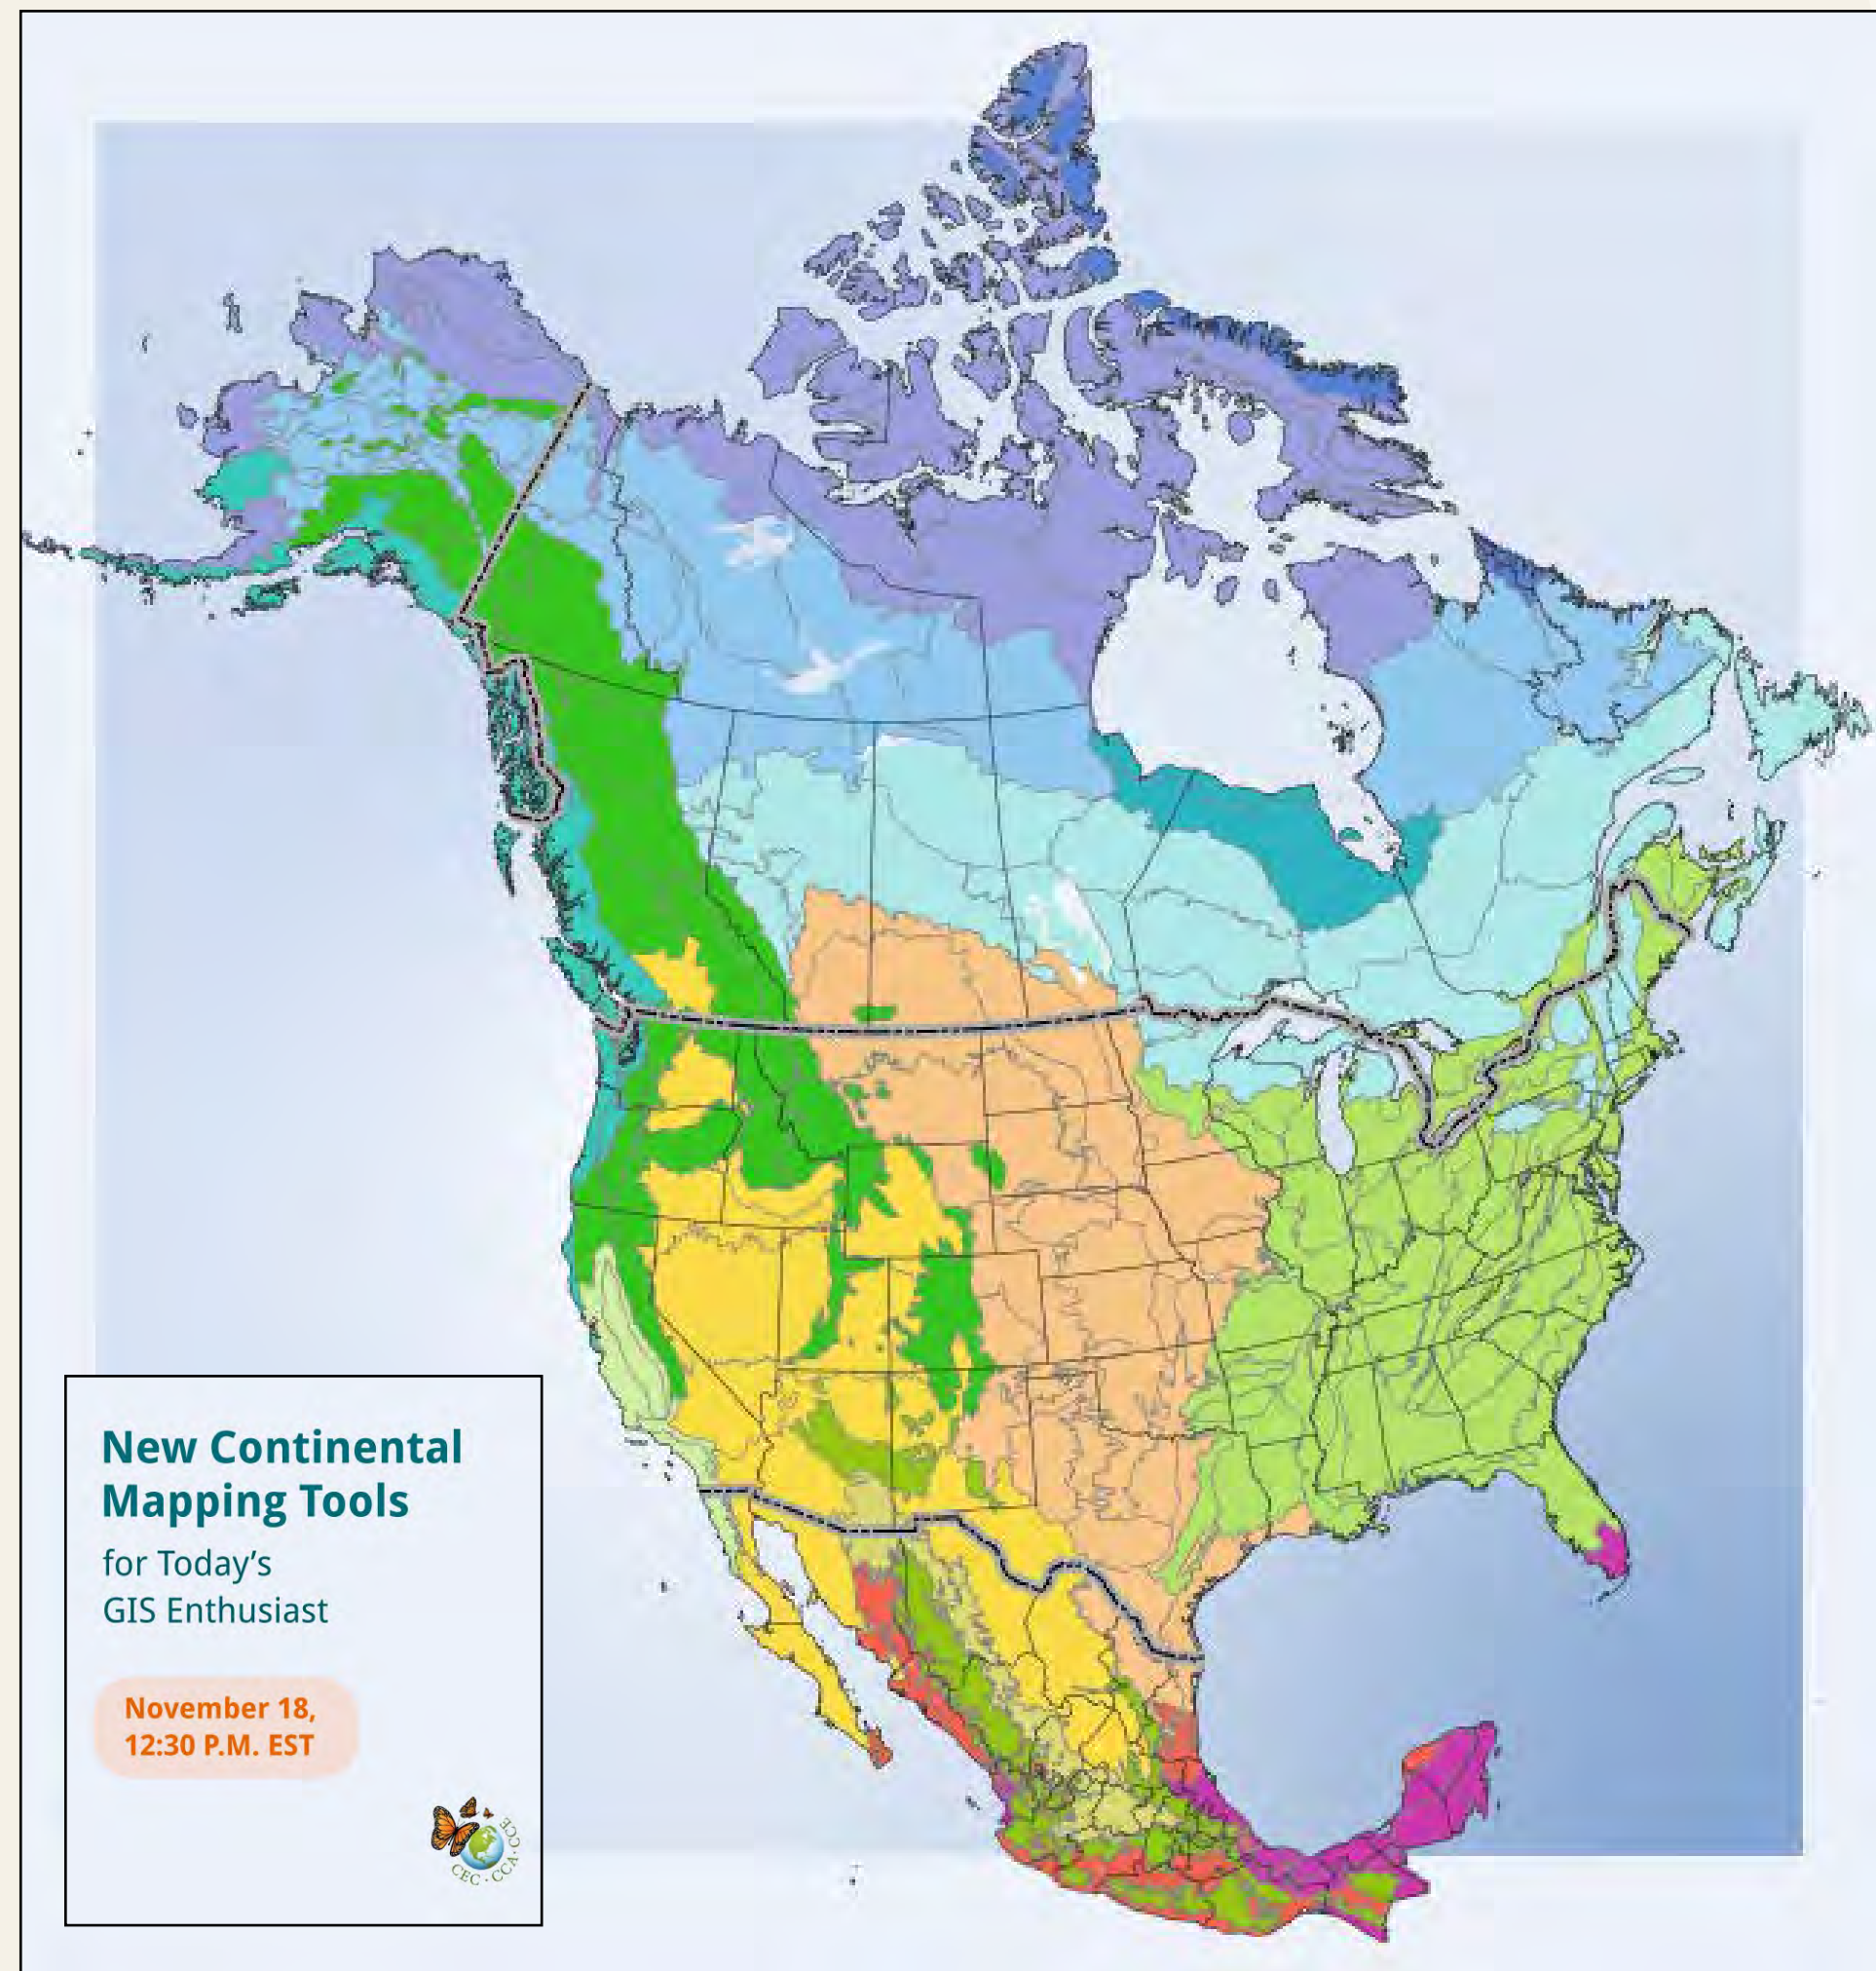 New Continental
Mapping Tools
for Today’s
GIS Enthusiast
November 18,
12:30 P.M. EST
CEC · CCA · CCE